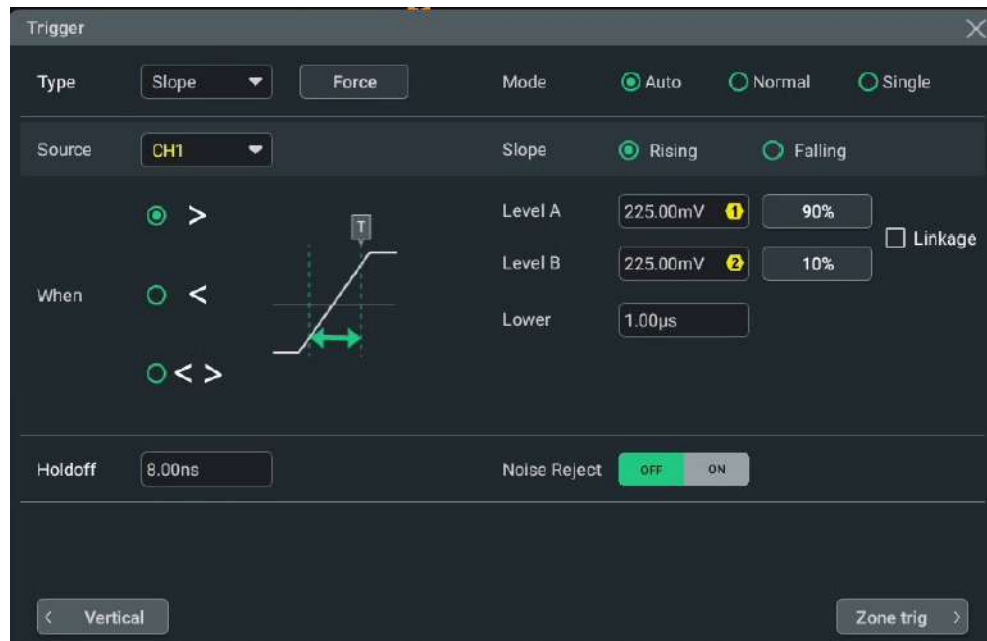 Trigger
Type Slope Force Mode Auto Normal Single
Source CH1 Slope Rising Falling
> T Level A 225.00mV 1 90%
Linkage
Level B 225.00mV 2 10%
When <
Lower 1.00µs
< >
Holdoff 8.00ns Noise Reject OFF ON
< Vertical Zone trig >